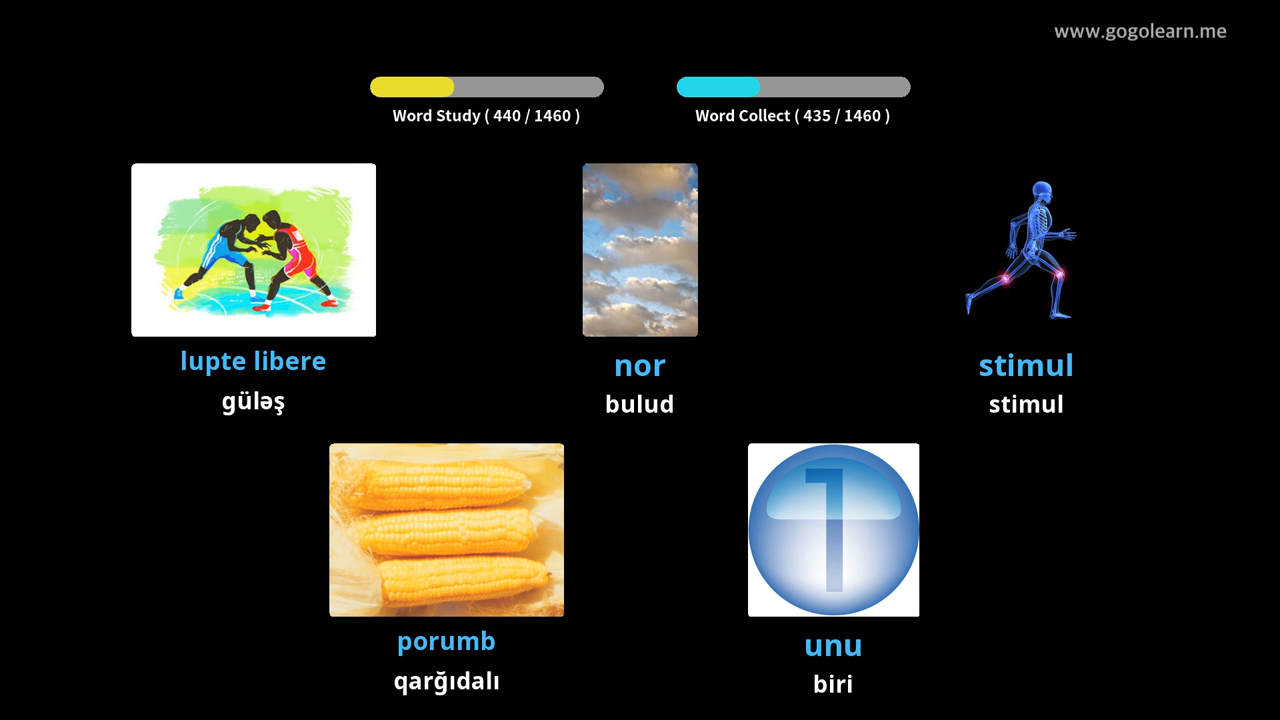 www.gogolearn.me
Word Study ( 440 / 1460 )
Word Collect ( 435 / 1460 )
lupte libere
nor
stimul
güləş
bulud
stimul
1
porumb
unu
qarğıdalı
biri